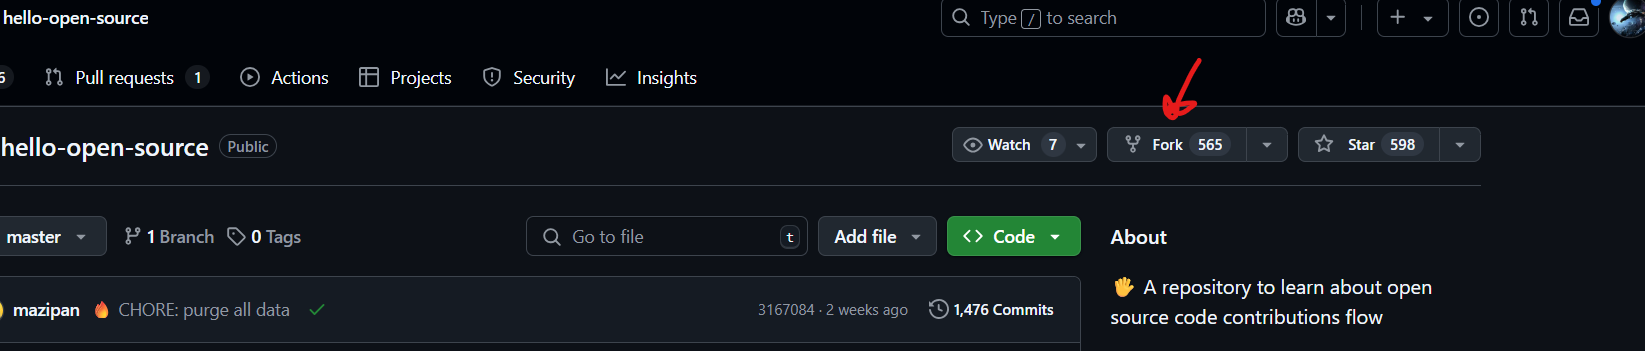 hello-open-source
Type / to search
6 Pull requests 1 Actions Projects Security Insights
hello-open-source Public
Watch 7 Fork 565 Star 598
master 1 Branch 0 Tags Go to file t Add file <> Code About
mazipan 🔥 CHORE: purge all data 3167084 · 2 weeks ago 1,476 Commits
🖐 A repository to learn about open
source code contributions flow